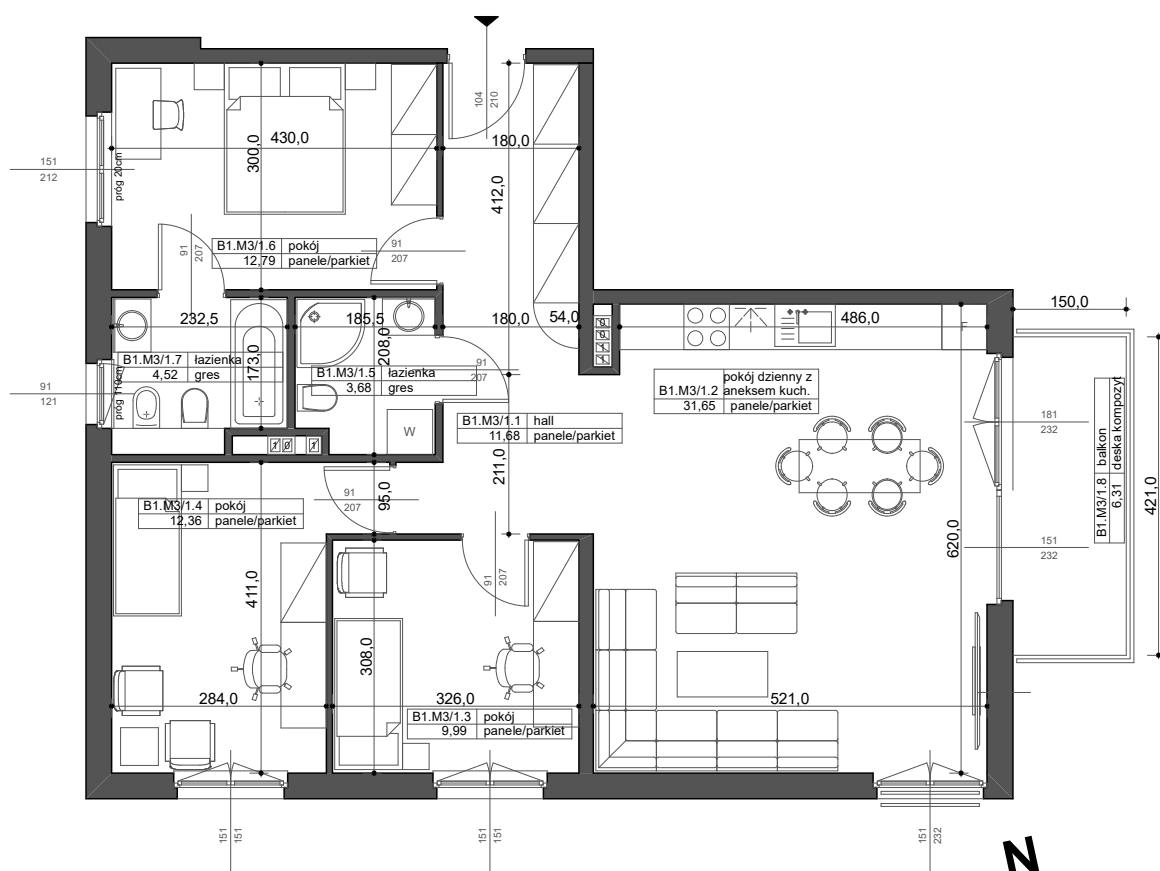 104
210
430,0
300,0
180,0
412,0
151
212
próg 20cm
91
207
B1.M3/1.6 pokój
12,79 panele/parkiet
91
207
232,5
185,5
180,0
54,0
486,0
150,0
173,0
208,0
B1.M3/1.7 łazienka
4,52 gres
91
121
próg 110cm
B1.M3/1.5 łazienka
3,68 gres
91
207
W
B1.M3/1.1 hall
11,68 panele/parkiet
211,0
B1.M3/1.2 pokój dzienny z aneksem kuch.
31,65 panele/parkiet
181
232
151
232
B1.M3/1.8 balkon
6,31 deska kompozyt
421,0
620,0
95,0
91
207
B1.M3/1.4 pokój
12,36 panele/parkiet
411,0
91
207
308,0
284,0
326,0
521,0
B1.M3/1.3 pokój
9,99 panele/parkiet
151
151
151
151
151
232
N